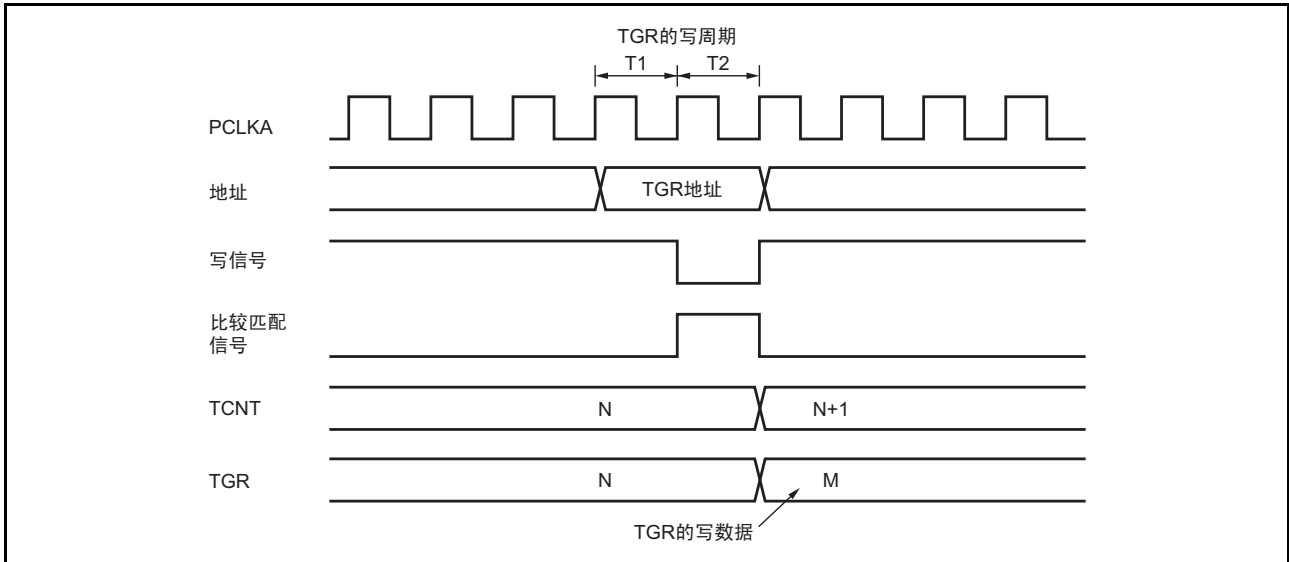 TGR的写周期
T1 T2
PCLKA
地址 TGR地址
写信号
比较匹配
信号
TCNT N N+1
TGR N M
TGR的写数据